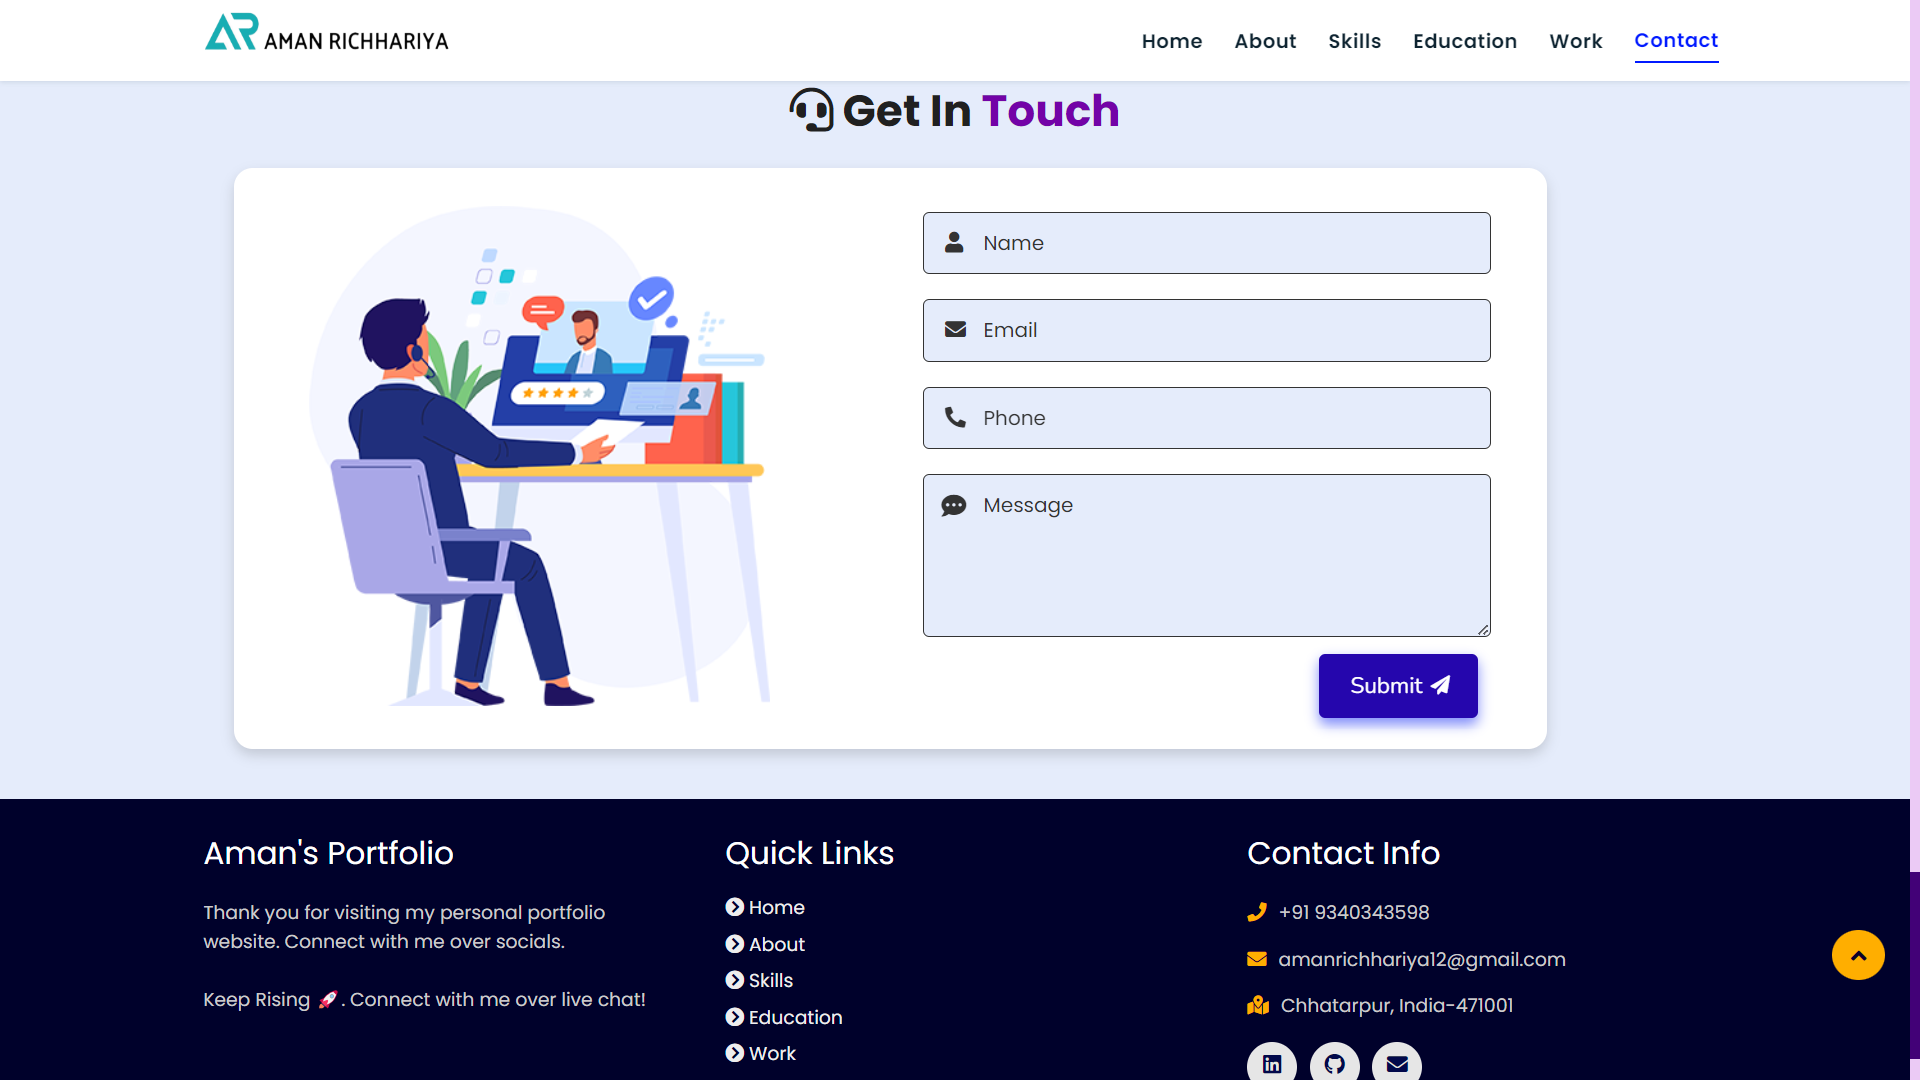 AR AMAN RICHHARIYA
Home About Skills Education Work Contact
Get In Touch
Name
Email
Phone
Message
Submit
Aman's Portfolio
Thank you for visiting my personal portfolio
website. Connect with me over socials.
Keep Rising 🚀. Connect with me over live chat!
Quick Links
Home
About
Skills
Education
Work
Contact Info
+91 9340343598
amanrichhariya12@gmail.com
Chhatarpur, India-471001